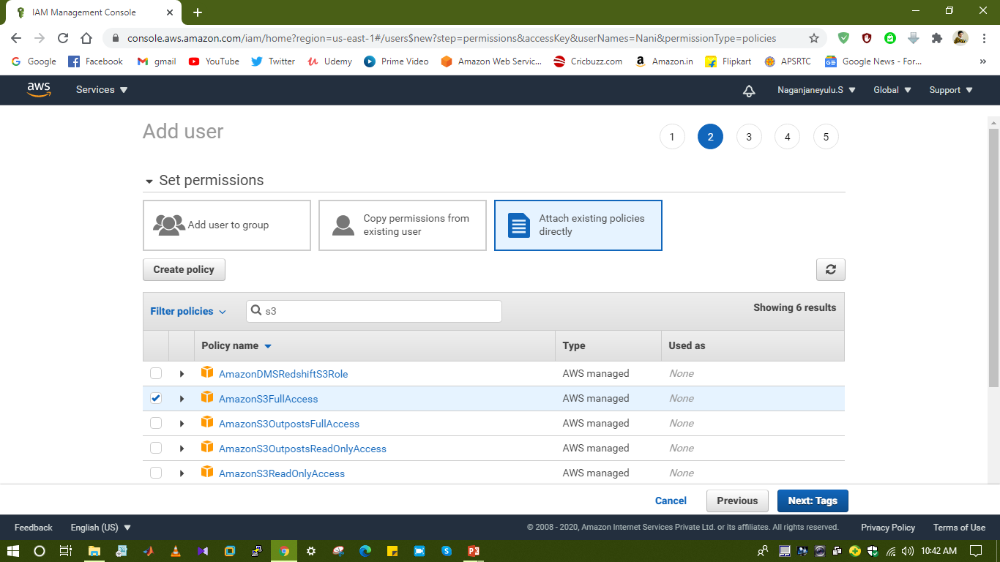 IAM Management Console
console.aws.amazon.com/iam/home?region=us-east-1#/users$new?step=permissions&accessKey&userNames=Nani&permissionType=policies
Google Facebook gmail YouTube Twitter Udemy Prime Video Amazon Web Servic... Cricbuzz.com Amazon.in Flipkart APSRTC Google News - For... »
aws Services Naganjaneyulu.S Global Support
Add user 1 2 3 4 5
Set permissions
Add user to group
Copy permissions from
existing user
Attach existing policies
directly
Create policy
Filter policies s3 Showing 6 results
Policy name Type Used as
AmazonDMSRedshiftS3Role AWS managed None
AmazonS3FullAccess AWS managed None
AmazonS3OutpostsFullAccess AWS managed None
AmazonS3OutpostsReadOnlyAccess AWS managed None
AmazonS3ReadOnlyAccess AWS managed None
Cancel Previous Next: Tags
Feedback English (US) © 2008 - 2020, Amazon Internet Services Private Ltd. or its affiliates. All rights reserved. Privacy Policy Terms of Use
10:42 AM